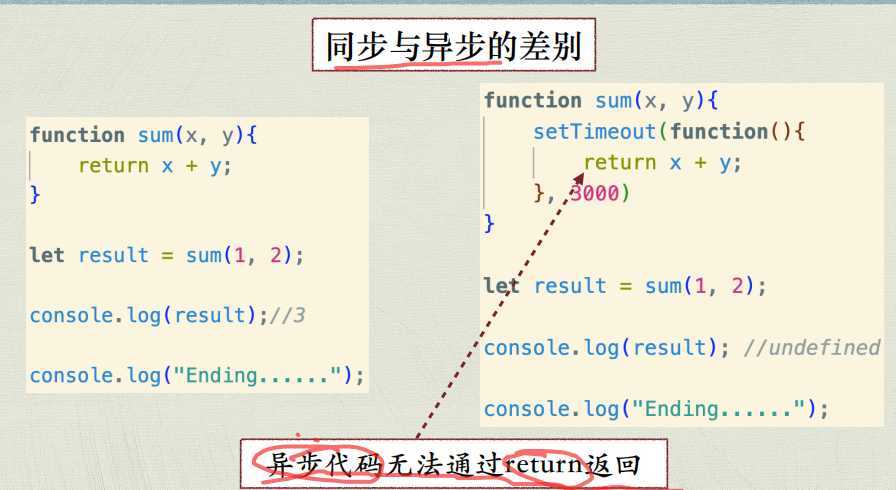 同步与异步的差别
function sum(x, y){
    return x + y;
}
let result = sum(1, 2);
console.log(result);//3
console.log("Ending......");
function sum(x, y){
    setTimeout(function(){
        return x + y;
    }, 3000)
}
let result = sum(1, 2);
console.log(result); //undefined
console.log("Ending......");
异步代码无法通过return返回